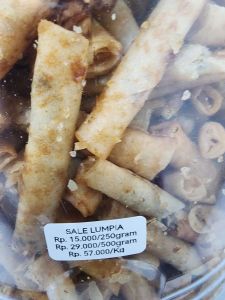 SALE LUMPIA
Rp. 15.000/250gram
Rp. 29.000/500gram
Rp. 57.000/Kg